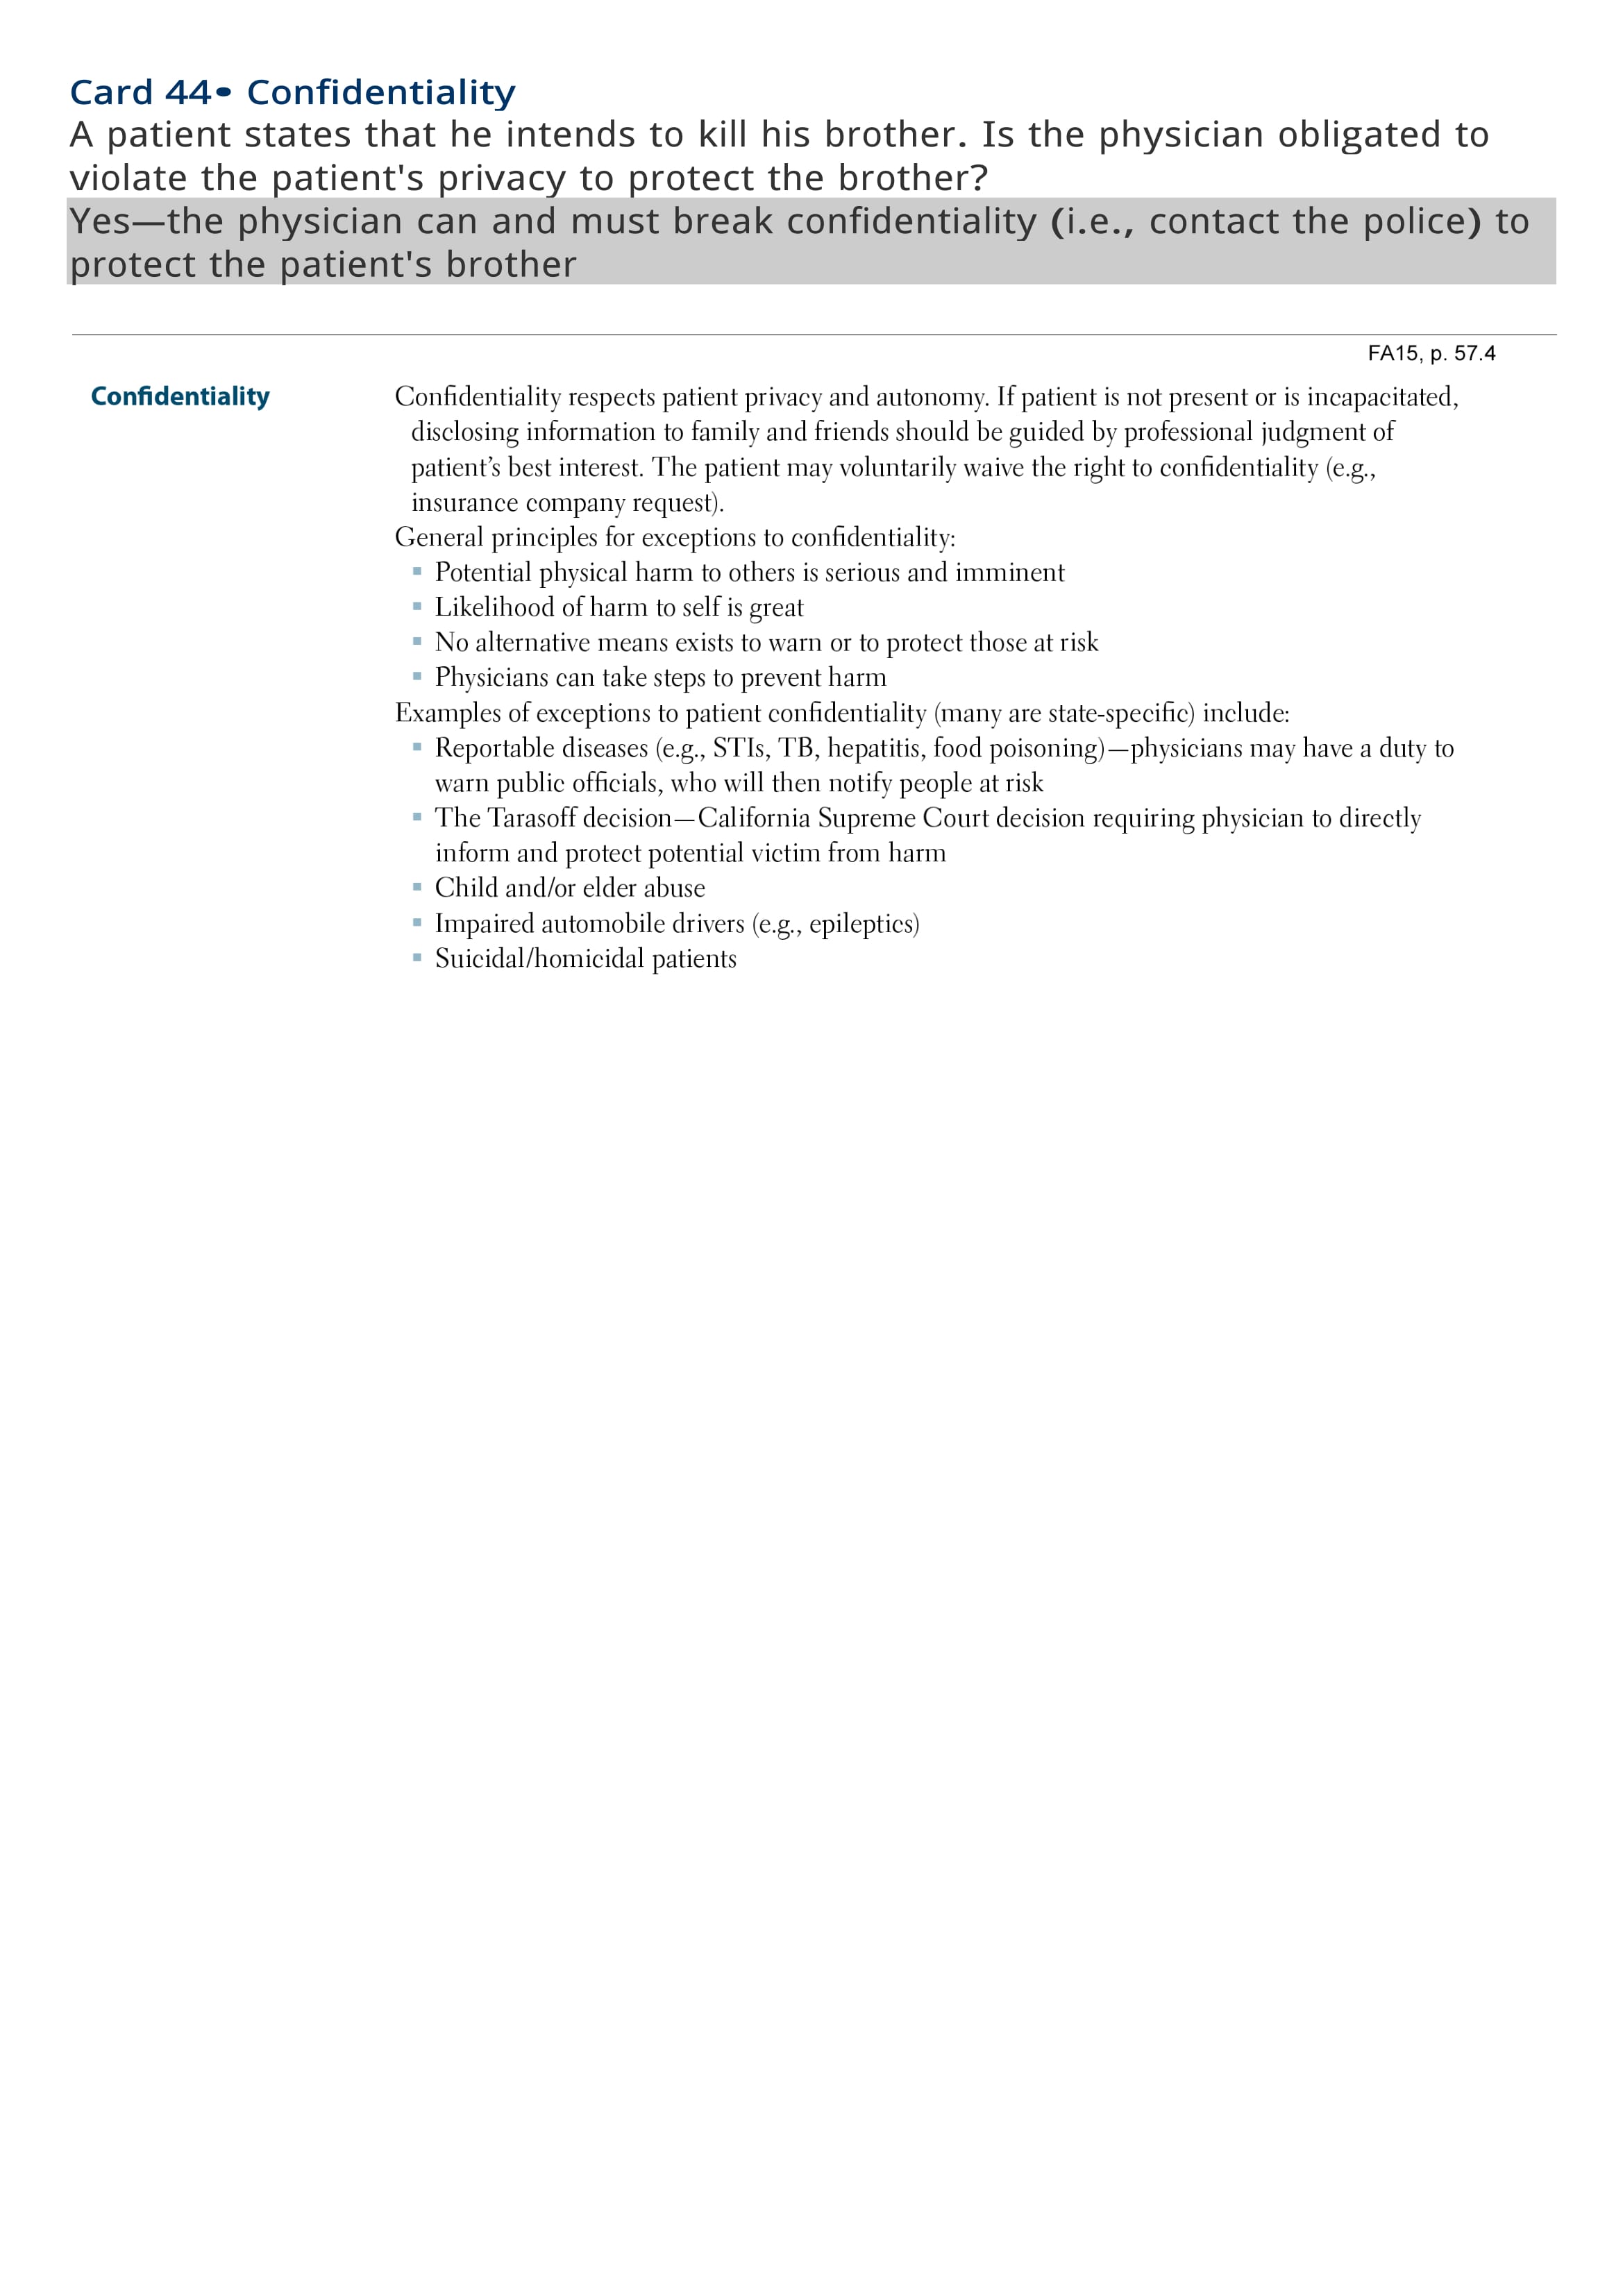 Card 44• Confidentiality
A patient states that he intends to kill his brother. Is the physician obligated to
violate the patient's privacy to protect the brother?
Yes—the physician can and must break confidentiality (i.e., contact the police) to
protect the patient's brother
FA15, p. 57.4
Confidentiality
Confidentiality respects patient privacy and autonomy. If patient is not present or is incapacitated,
disclosing information to family and friends should be guided by professional judgment of
patient’s best interest. The patient may voluntarily waive the right to confidentiality (e.g.,
insurance company request).
General principles for exceptions to confidentiality:
▪ Potential physical harm to others is serious and imminent
▪ Likelihood of harm to self is great
▪ No alternative means exists to warn or to protect those at risk
▪ Physicians can take steps to prevent harm
Examples of exceptions to patient confidentiality (many are state-specific) include:
▪ Reportable diseases (e.g., STIs, TB, hepatitis, food poisoning)—physicians may have a duty to
warn public officials, who will then notify people at risk
▪ The Tarasoff decision—California Supreme Court decision requiring physician to directly
inform and protect potential victim from harm
▪ Child and/or elder abuse
▪ Impaired automobile drivers (e.g., epileptics)
▪ Suicidal/homicidal patients